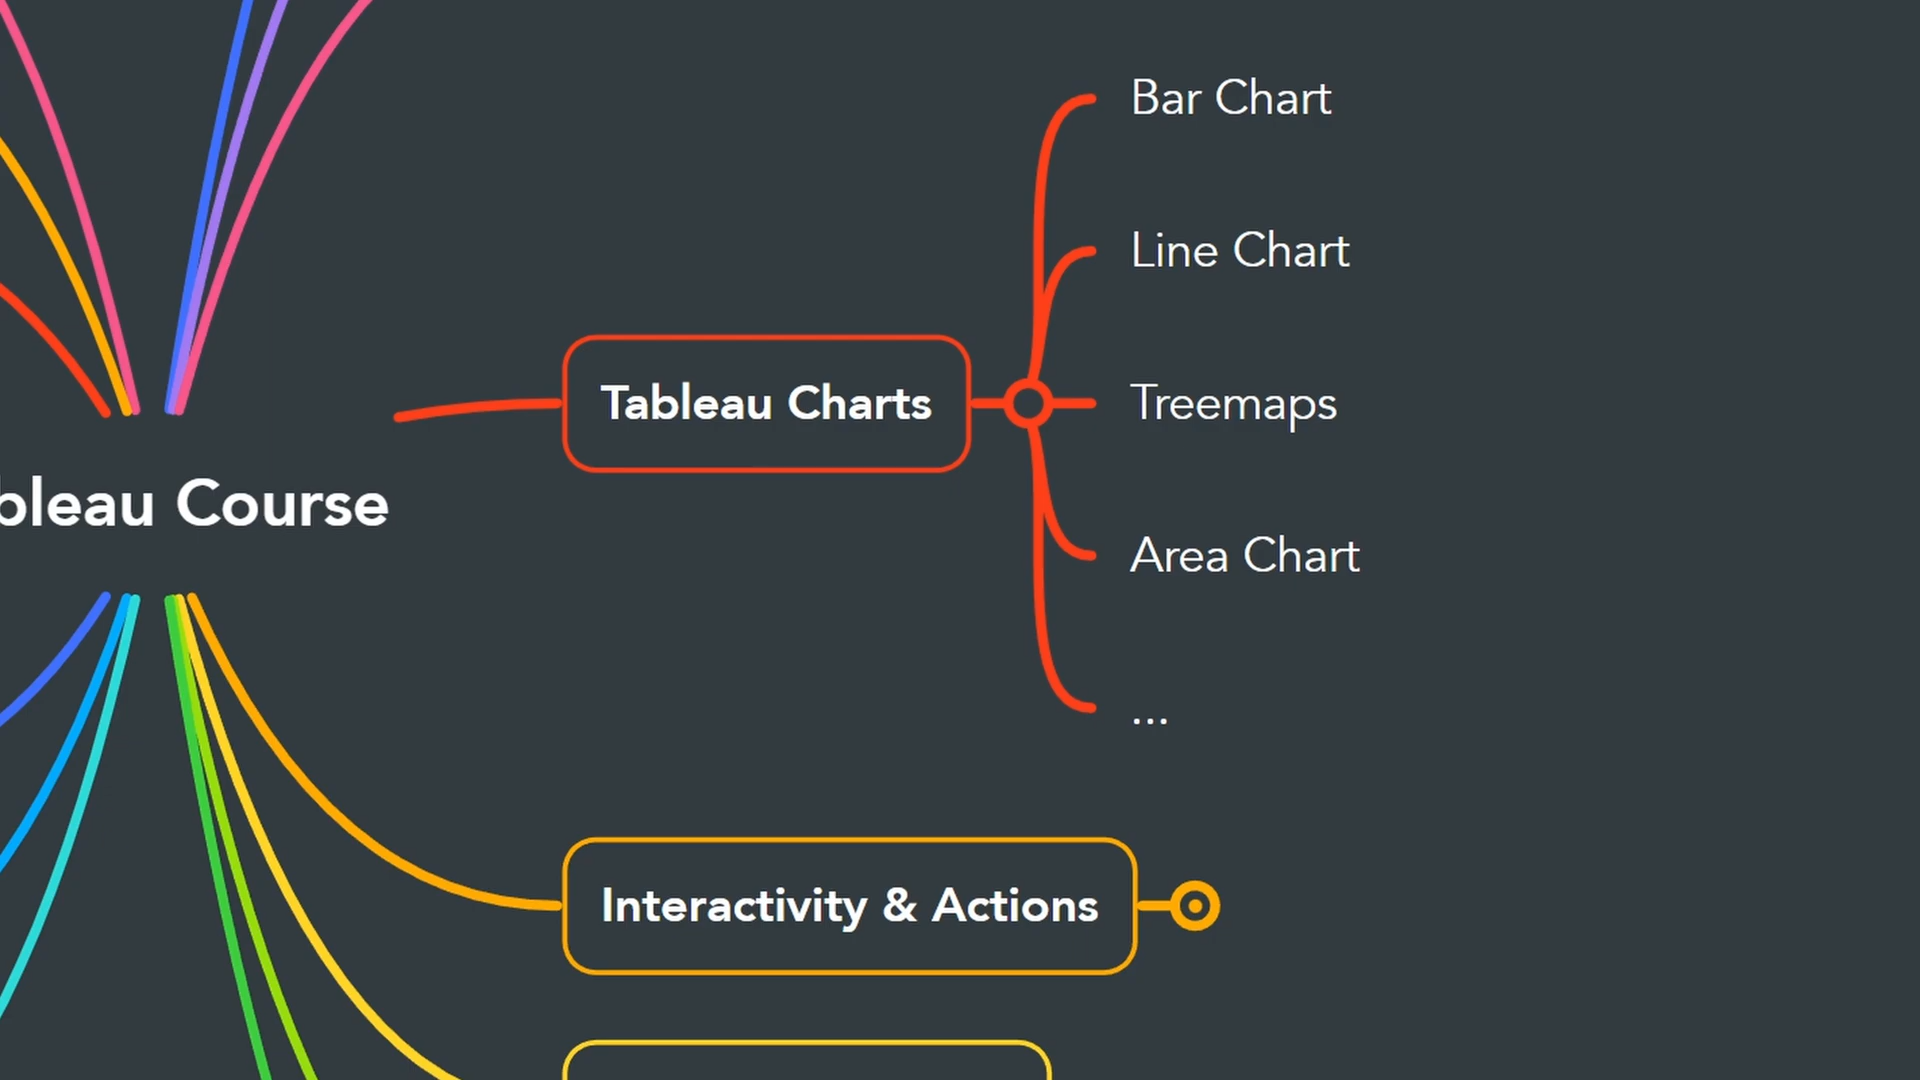 Bar Chart
Line Chart
Tableau Charts
Treemaps
bleau Course
Area Chart
...
Interactivity & Actions